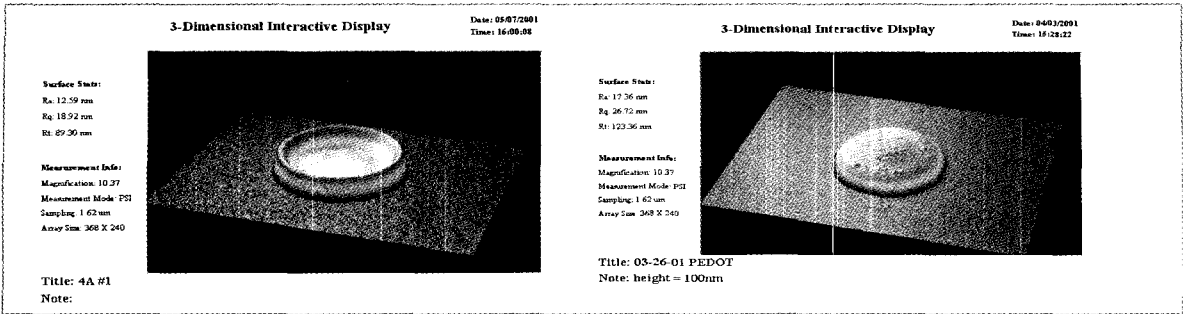 3-Dimensional Interactive Display
Date: 05/07/2001
Time: 16:00:08
Surface Stats:
Ra: 12.59 nm
Rq: 18.92 nm
Rt: 89.30 nm
Measurement Info:
Magnification: 10.37
Measurement Mode: PSI
Sampling: 1.62 um
Array Size: 368 X 240
Title: 4A #1
Note:
3-Dimensional Interactive Display
Date: 04/03/2001
Time: 15:28:22
Surface Stats:
Ra: 17.36 nm
Rq: 26.72 nm
Rt: 123.36 nm
Measurement Info:
Magnification: 10.37
Measurement Mode: PSI
Sampling: 1.62 um
Array Size: 368 X 240
Title: 03-26-01 PEDOT
Note: height = 100nm